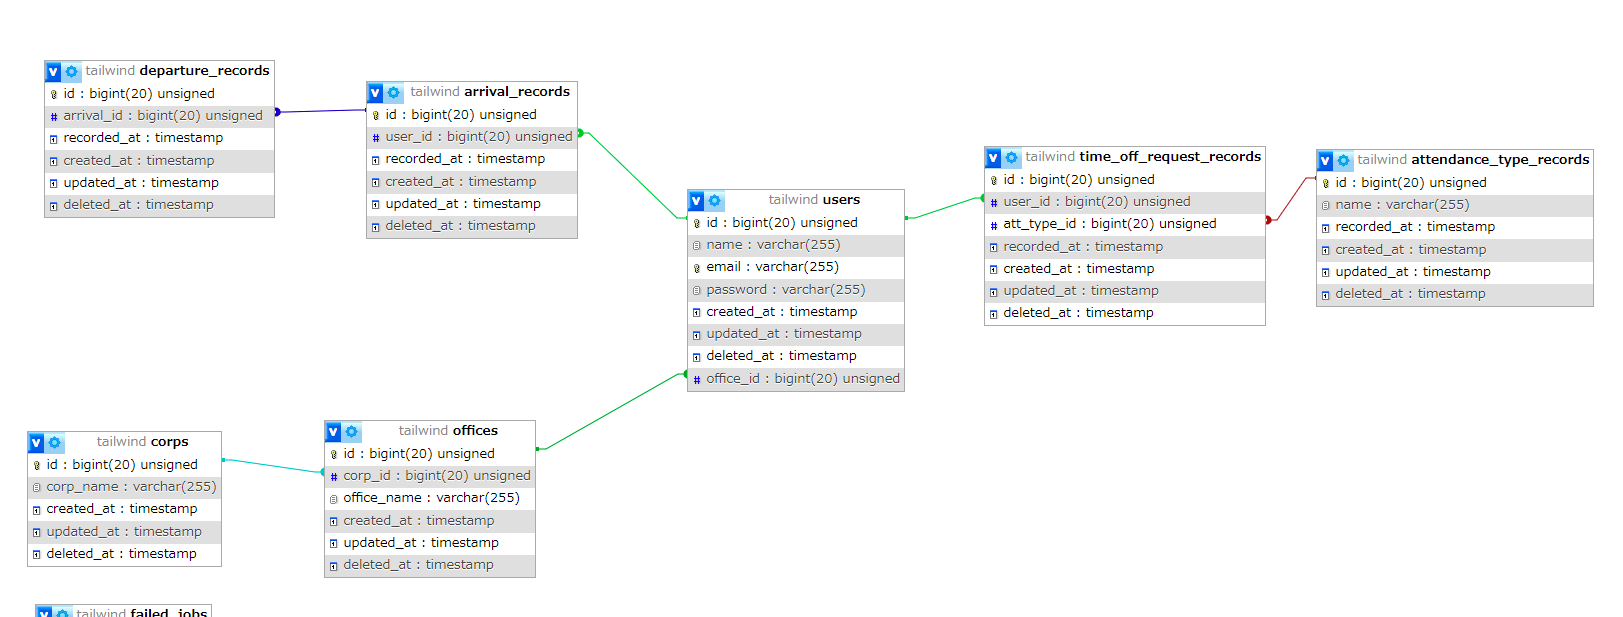 tailwind departure_records
id : bigint(20) unsigned
arrival_id : bigint(20) unsigned
recorded_at : timestamp
created_at : timestamp
updated_at : timestamp
deleted_at : timestamp
tailwind arrival_records
id : bigint(20) unsigned
user_id : bigint(20) unsigned
recorded_at : timestamp
created_at : timestamp
updated_at : timestamp
deleted_at : timestamp
tailwind users
id : bigint(20) unsigned
name : varchar(255)
email : varchar(255)
password : varchar(255)
created_at : timestamp
updated_at : timestamp
deleted_at : timestamp
office_id : bigint(20) unsigned
tailwind time_off_request_records
id : bigint(20) unsigned
user_id : bigint(20) unsigned
att_type_id : bigint(20) unsigned
recorded_at : timestamp
created_at : timestamp
updated_at : timestamp
deleted_at : timestamp
tailwind attendance_type_records
id : bigint(20) unsigned
name : varchar(255)
recorded_at : timestamp
created_at : timestamp
updated_at : timestamp
deleted_at : timestamp
tailwind corps
id : bigint(20) unsigned
corp_name : varchar(255)
created_at : timestamp
updated_at : timestamp
deleted_at : timestamp
tailwind offices
id : bigint(20) unsigned
corp_id : bigint(20) unsigned
office_name : varchar(255)
created_at : timestamp
updated_at : timestamp
deleted_at : timestamp
tailwind failed_jobs